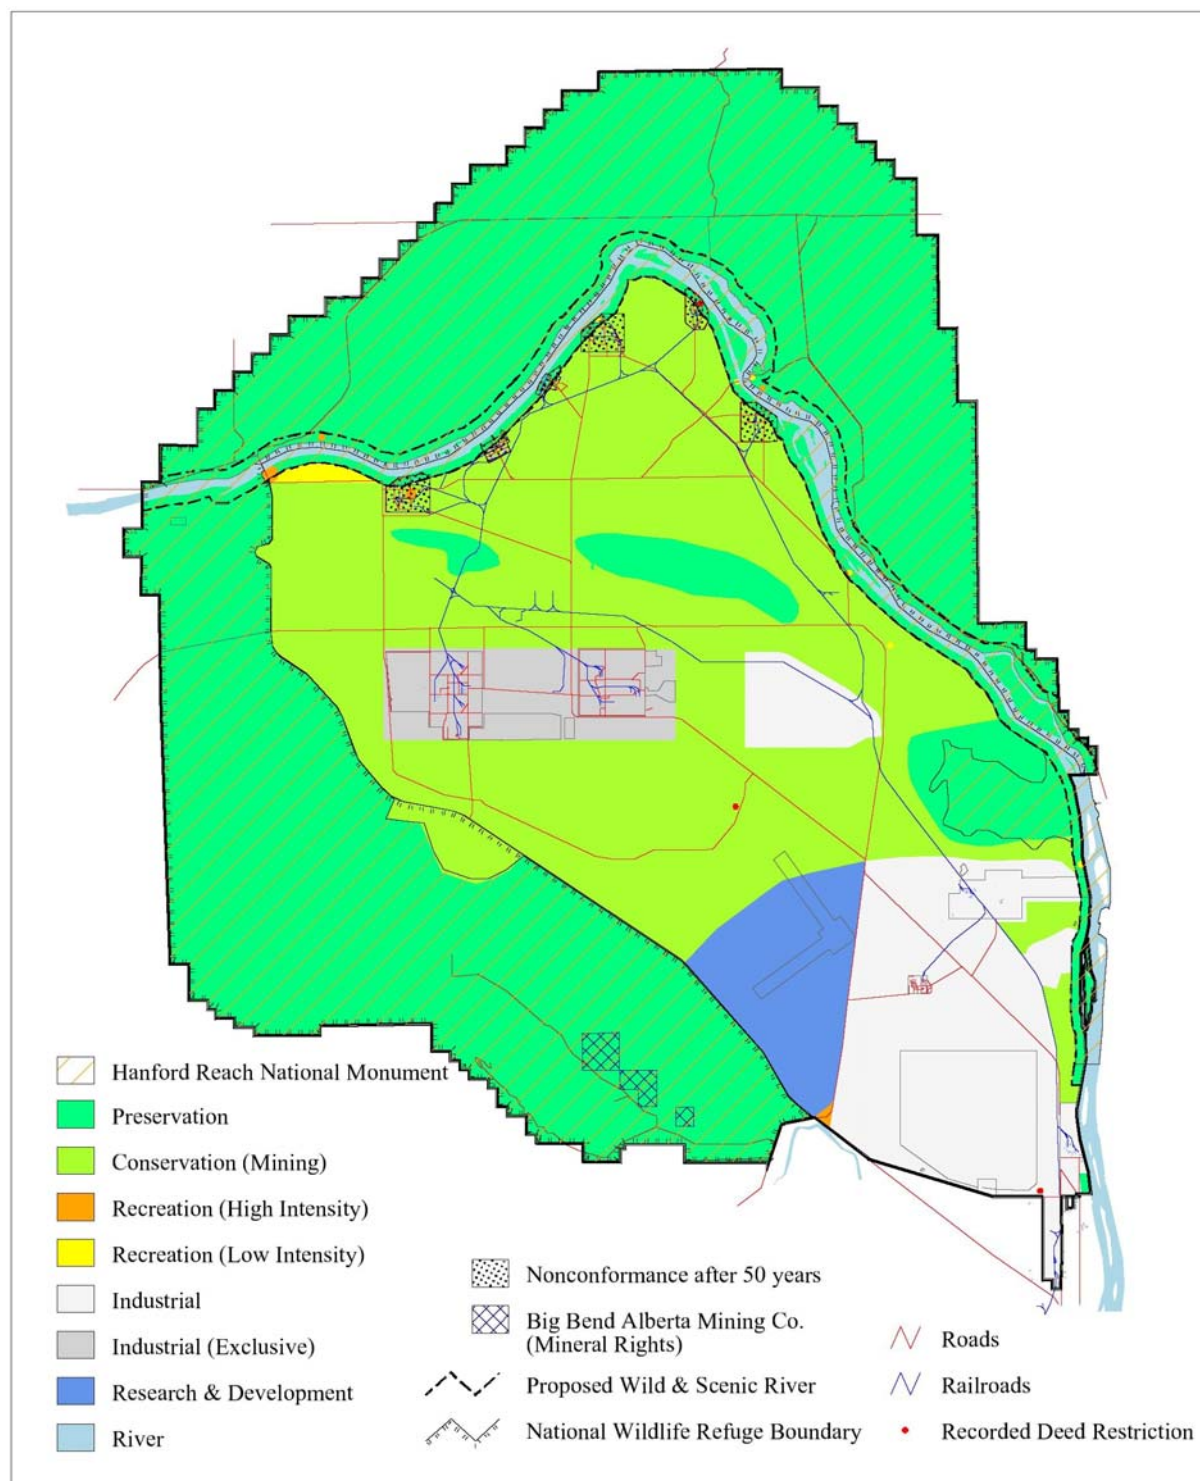 Hanford Reach National Monument
Preservation
Conservation (Mining)
Recreation (High Intensity)
Recreation (Low Intensity)
Industrial
Industrial (Exclusive)
Research & Development
River
Nonconformance after 50 years
Big Bend Alberta Mining Co.
(Mineral Rights)
Proposed Wild & Scenic River
National Wildlife Refuge Boundary
Roads
Railroads
Recorded Deed Restriction